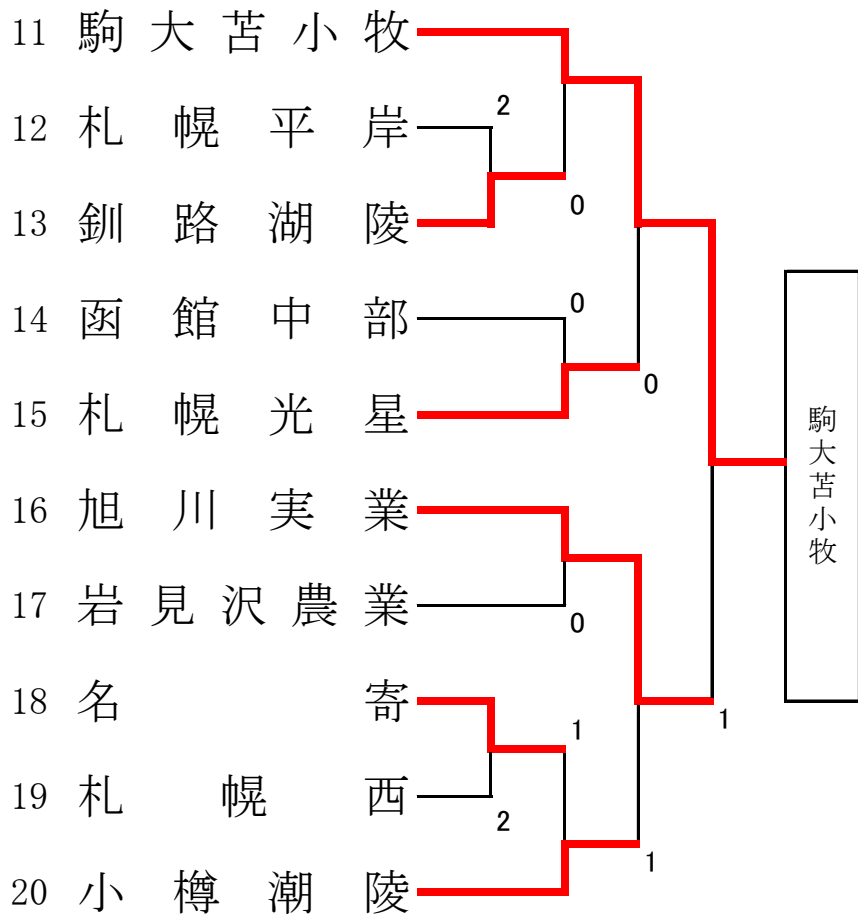 11 駒大苫小牧
12 札幌平岸
2
13 釧路湖陵
0
14 函館中部
0
15 札幌光星
0
16 旭川実業
17 岩見沢農業
0
18 名寄
1
19 札幌西
2
20 小樽潮陵
1
1
駒大苫小牧